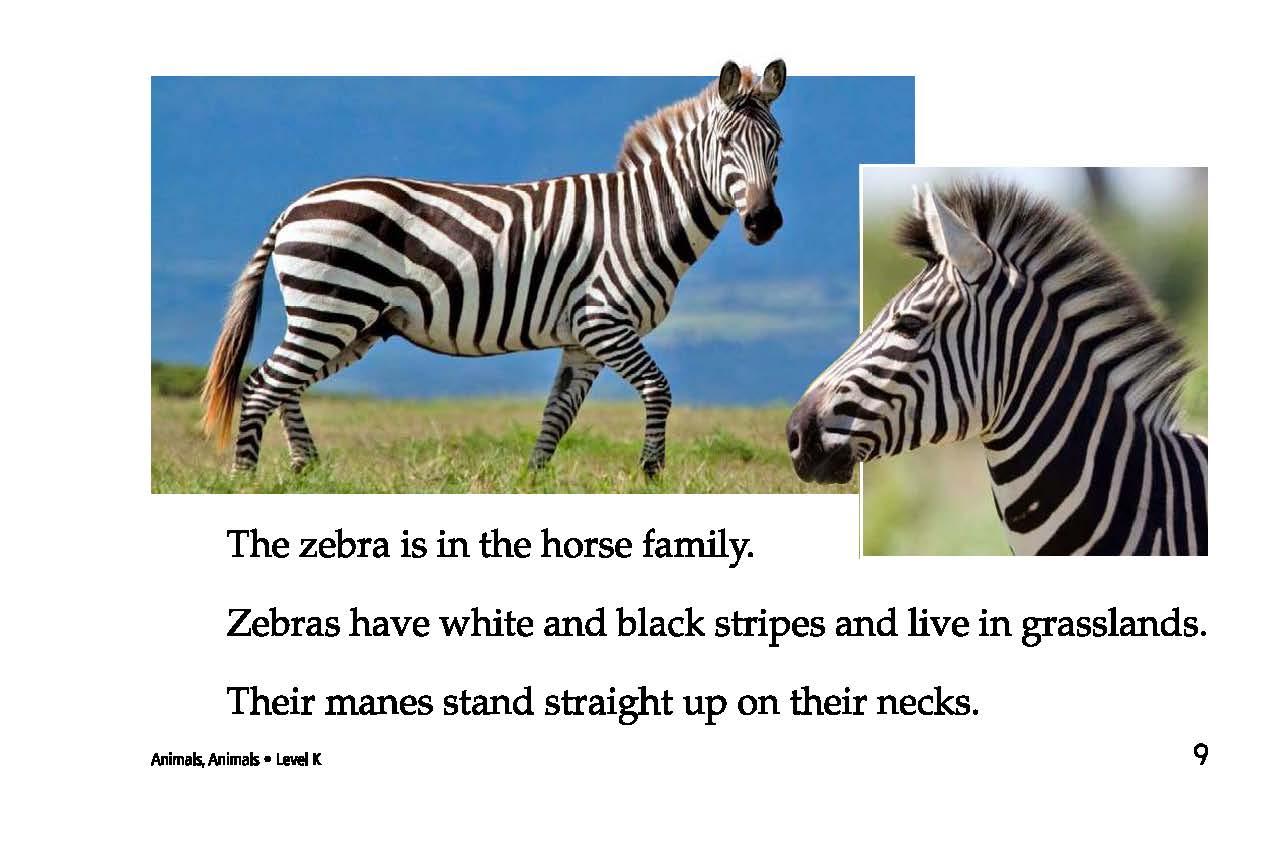 The zebra is in the horse family.
Zebras have white and black stripes and live in grasslands.
Their manes stand straight up on their necks.
Animals, Animals • Level K
9